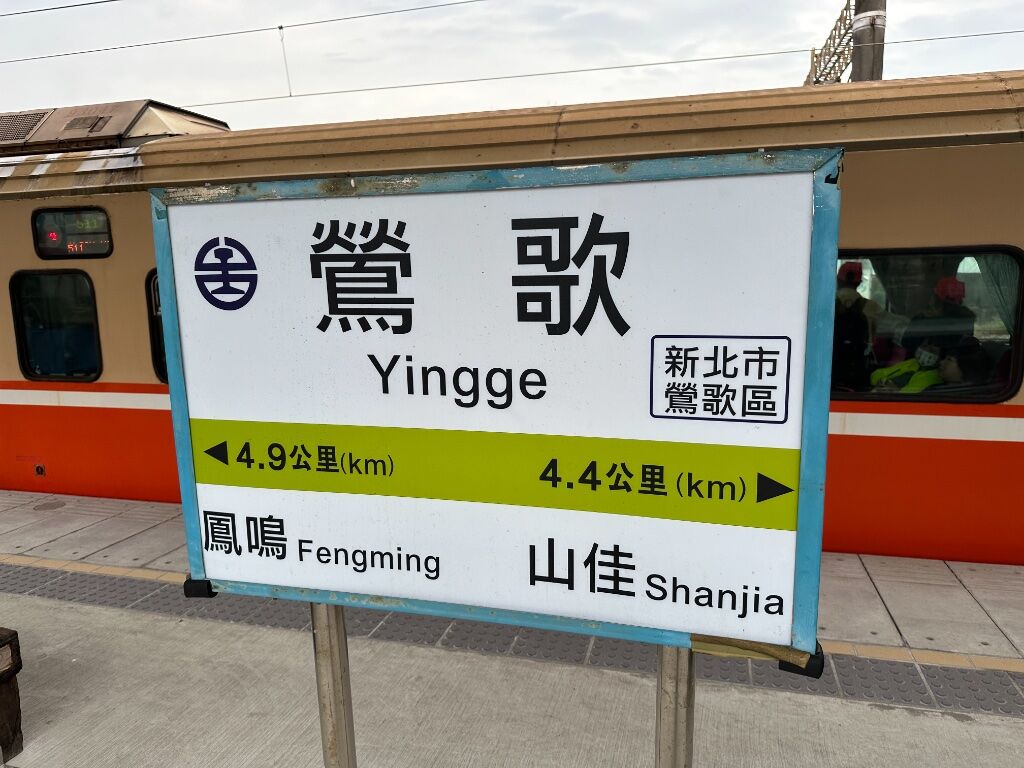 鶯歌
Yingge
新北市
鶯歌區
4.9公里(km)
4.4公里(km)
鳳鳴 Fengming
山佳 Shanjia